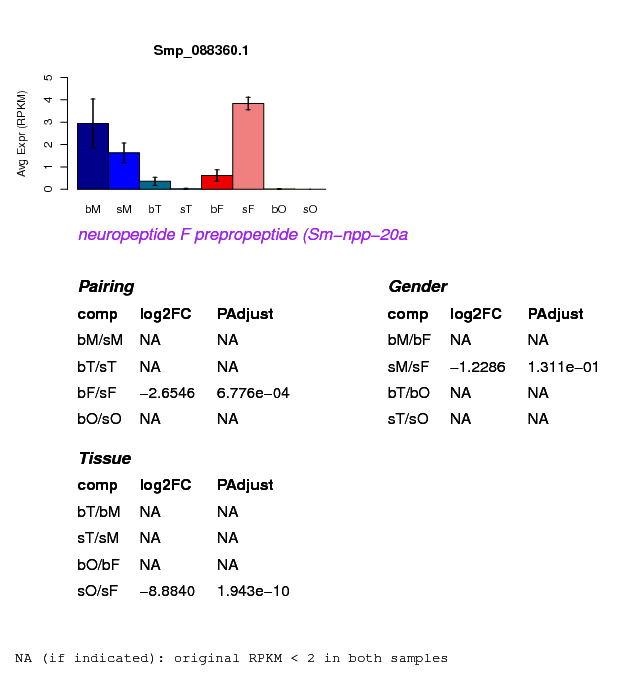 Smp_088360.1
Avg Expr (RPKM)
5
4
3
2
1
0
bM sM bT sT bF sF bO sO
neuropeptide F prepropeptide (Sm−npp−20a
Pairing
comp log2FC PAdjust
bM/sM NA NA
bT/sT NA NA
bF/sF −2.6546 6.776e−04
bO/sO NA NA
Gender
comp log2FC PAdjust
bM/bF NA NA
sM/sF −1.2286 1.311e−01
bT/bO NA NA
sT/sO NA NA
Tissue
comp log2FC PAdjust
bT/bM NA NA
sT/sM NA NA
bO/bF NA NA
sO/sF −8.8840 1.943e−10
NA (if indicated): original RPKM < 2 in both samples